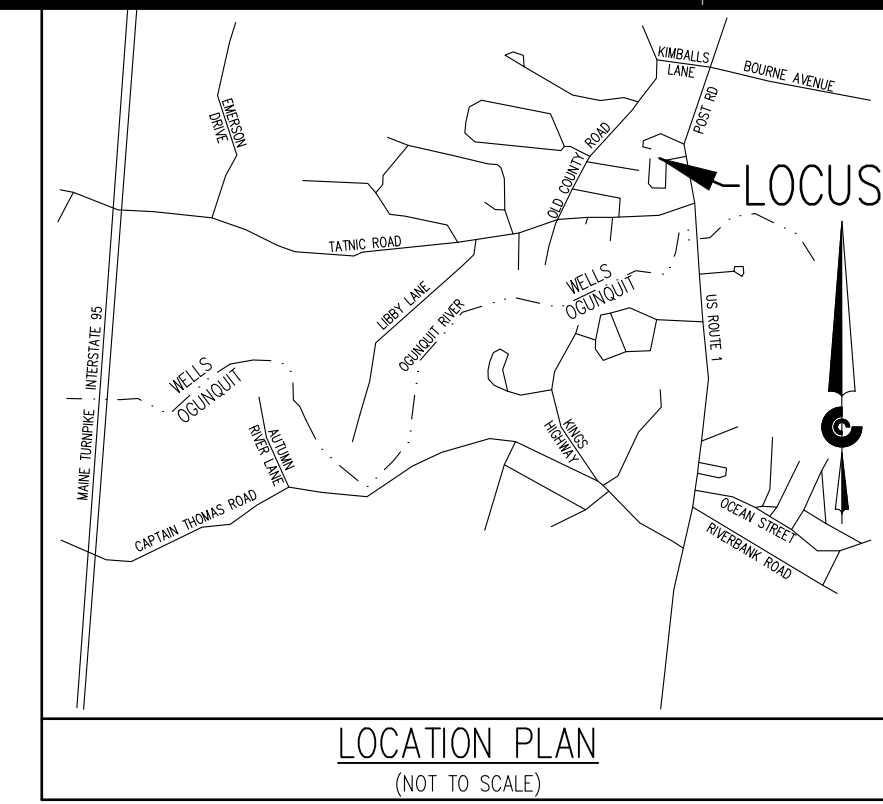 KIMBALLS
LANE
BOURNE AVENUE
POST RD
EMERSON
DRIVE
OLD COUNTY ROAD
LOCUS
TATNIC ROAD
LIBBY LANE
OGUNQUIT RIVER
WELLS
OGUNQUIT
US ROUTE 1
MAINE TURNPIKE INTERSTATE 95
WELLS
OGUNQUIT
AUTUMN
RIVER LANE
KINGS
HIGHWAY
CAPTAIN THOMAS ROAD
OCEAN STREET
RIVERBANK ROAD
LOCATION PLAN
(NOT TO SCALE)